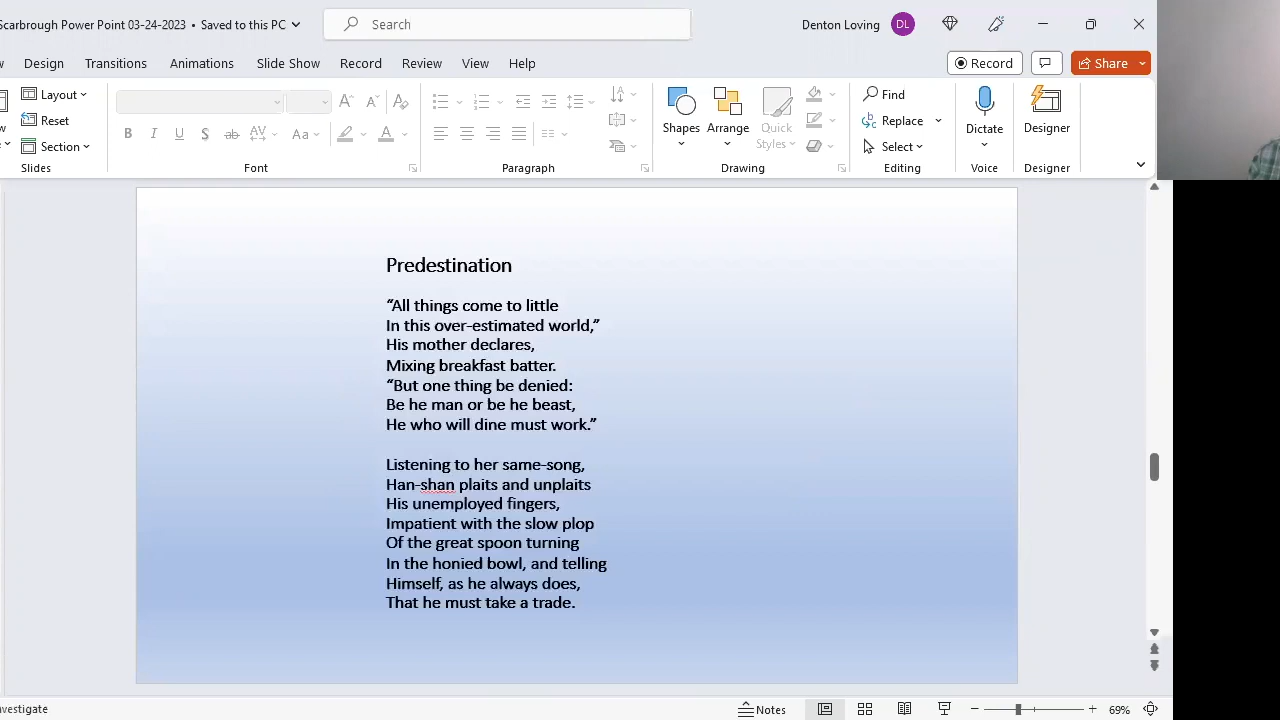 Scarbrough Power Point 03-24-2023 • Saved to this PC
Search
Denton Loving DL
Design Transitions Animations Slide Show Record Review View Help
Record Share
Layout
Reset
Section
Slides
B I U S ab AV Aa A
Font
Paragraph
Shapes Arrange Quick Styles
Drawing
Find
Replace
Select
Editing
Dictate
Voice
Designer
Designer
Predestination
“All things come to little
In this over-estimated world,”
His mother declares,
Mixing breakfast batter.
“But one thing be denied:
Be he man or be he beast,
He who will dine must work.”
Listening to her same-song,
Han-shan plaits and unplaits
His unemployed fingers,
Impatient with the slow plop
Of the great spoon turning
In the honied bowl, and telling
Himself, as he always does,
That he must take a trade.
Notes
69%